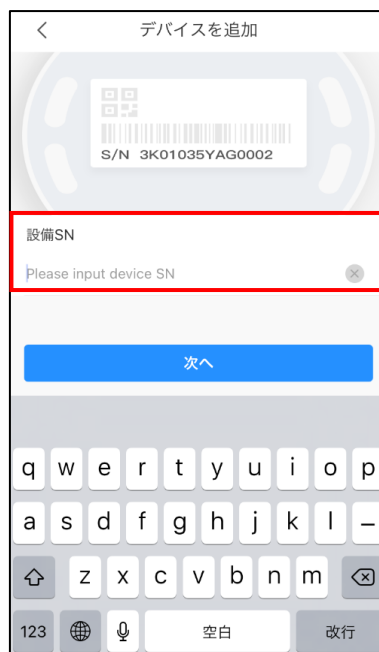 デバイスを追加
S/N 3K01035YAG0002
設備SN
Please input device SN
次へ
q w e r t y u i o p
a s d f g h j k l –
z x c v b n m
123 空白 改行